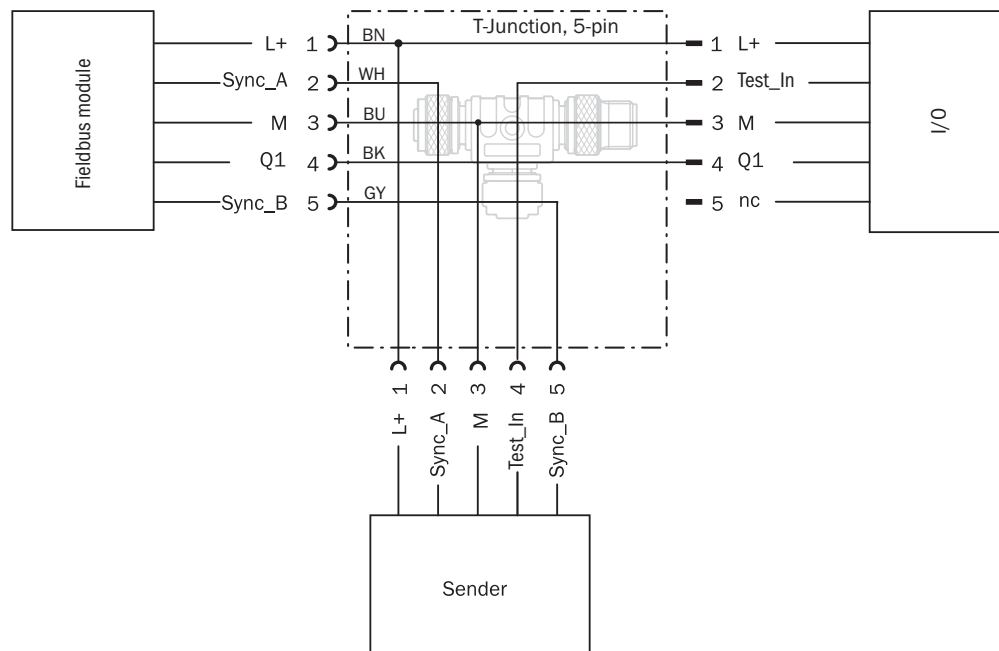 T-Junction, 5-pin
L+ 1 BN 1 L+
Sync_A 2 WH 2 Test_In
M 3 BU 3 M
Q1 4 BK 4 Q1
Sync_B 5 GY 5 nc
Fieldbus module
I/O
1 2 3 4 5
L+ Sync_A M Test_In Sync_B
Sender